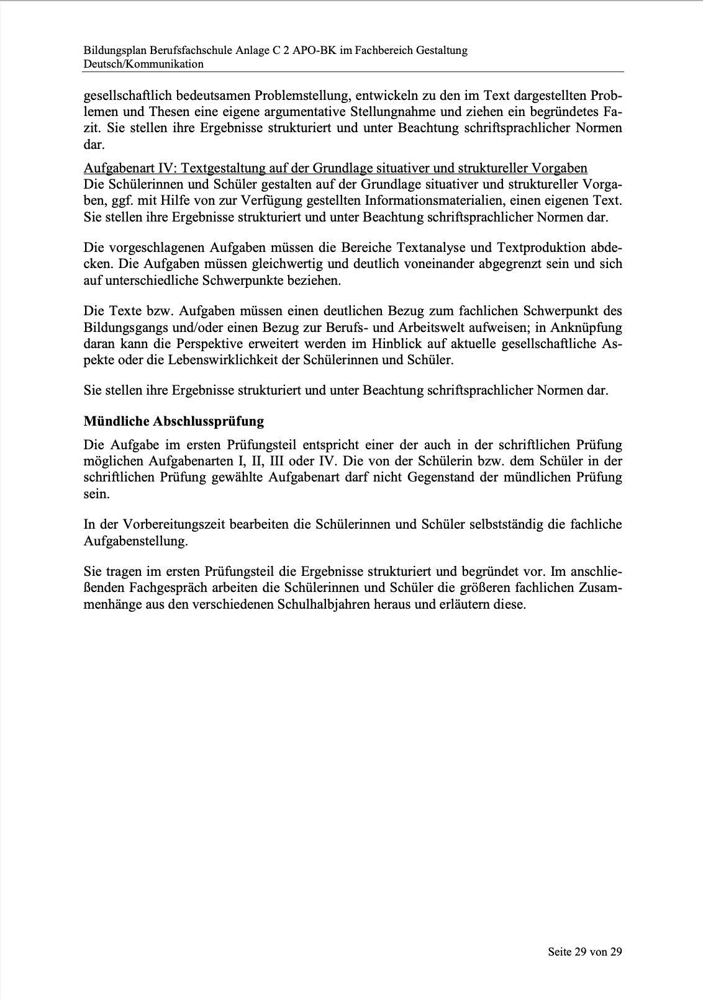 Bildungsplan Berufsfachschule Anlage C 2 APO-BK im Fachbereich Gestaltung
Deutsch/Kommunikation
gesellschaftlich bedeutsamen Problemstellung, entwickeln zu den im Text dargestellten Prob-
lemen und Thesen eine eigene argumentative Stellungnahme und ziehen ein begründetes Fa-
zit. Sie stellen ihre Ergebnisse strukturiert und unter Beachtung schriftsprachlicher Normen
dar.
Aufgabenart IV: Textgestaltung auf der Grundlage situativer und struktureller Vorgaben
Die Schülerinnen und Schüler gestalten auf der Grundlage situativer und struktureller Vorga-
ben, ggf. mit Hilfe von zur Verfügung gestellten Informationsmaterialien, einen eigenen Text.
Sie stellen ihre Ergebnisse strukturiert und unter Beachtung schriftsprachlicher Normen dar.
Die vorgeschlagenen Aufgaben müssen die Bereiche Textanalyse und Textproduktion abde-
cken. Die Aufgaben müssen gleichwertig und deutlich voneinander abgegrenzt sein und sich
auf unterschiedliche Schwerpunkte beziehen.
Die Texte bzw. Aufgaben müssen einen deutlichen Bezug zum fachlichen Schwerpunkt des
Bildungsgangs und/oder einen Bezug zur Berufs- und Arbeitswelt aufweisen; in Anknüpfung
daran kann die Perspektive erweitert werden im Hinblick auf aktuelle gesellschaftliche As-
pekte oder die Lebenswirklichkeit der Schülerinnen und Schüler.
Sie stellen ihre Ergebnisse strukturiert und unter Beachtung schriftsprachlicher Normen dar.
Mündliche Abschlussprüfung
Die Aufgabe im ersten Prüfungsteil entspricht einer der auch in der schriftlichen Prüfung
möglichen Aufgabenarten I, II, III oder IV. Die von der Schülerin bzw. dem Schüler in der
schriftlichen Prüfung gewählte Aufgabenart darf nicht Gegenstand der mündlichen Prüfung
sein.
In der Vorbereitungszeit bearbeiten die Schülerinnen und Schüler selbstständig die fachliche
Aufgabenstellung.
Sie tragen im ersten Prüfungsteil die Ergebnisse strukturiert und begründet vor. Im anschlie-
ßenden Fachgespräch arbeiten die Schülerinnen und Schüler die größeren fachlichen Zusam-
menhänge aus den verschiedenen Schulhalbjahren heraus und erläutern diese.
Seite 29 von 29